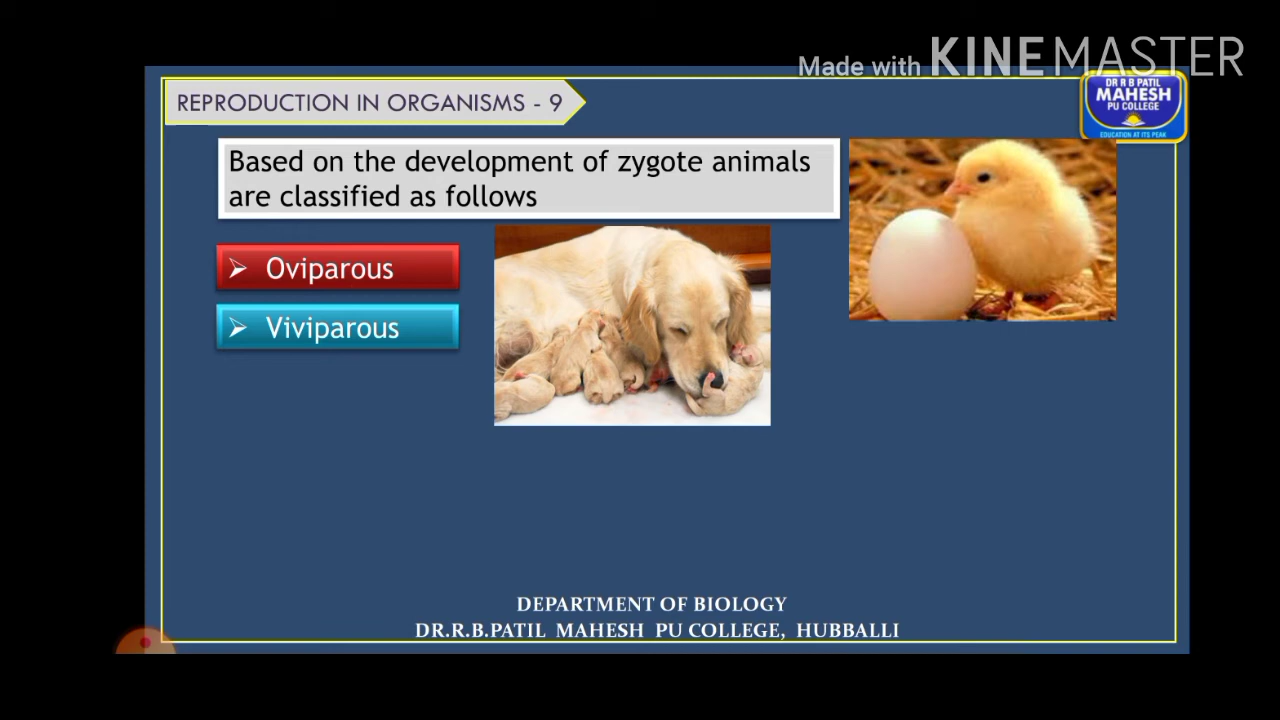 Made with KINEMASTER
REPRODUCTION IN ORGANISMS - 9
DR R B PATIL
MAHESH
PU COLLEGE
EDUCATION AT ITS PEAK
Based on the development of zygote animals
are classified as follows
Oviparous
Viviparous
DEPARTMENT OF BIOLOGY
DR.R.B.PATIL MAHESH PU COLLEGE, HUBBALLI